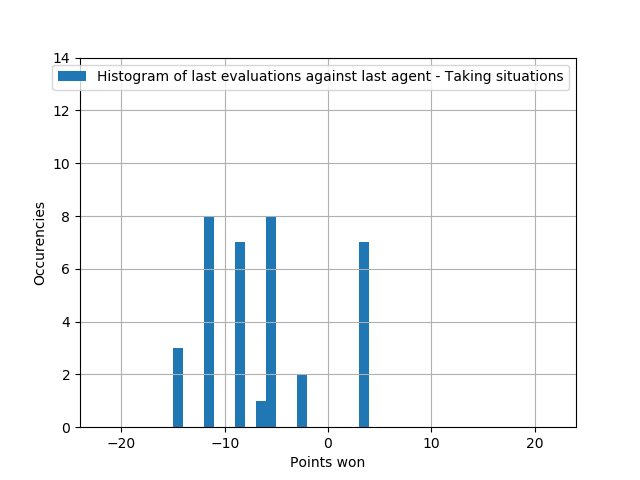 Histogram of last evaluations against last agent - Taking situations
14
12
10
8
6
4
2
0
Occurencies
−20 −10 0 10 20
Points won